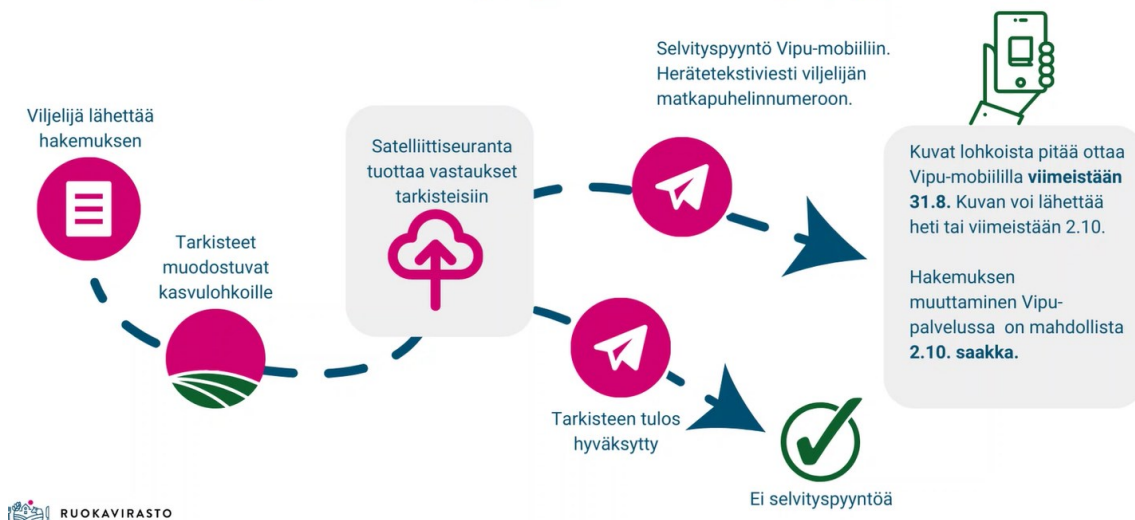 Viljelijä lähettää
hakemuksen
Tarkisteet
muodostuvat
kasvulohkoille
Satelliittiseuranta
tuottaa vastaukset
tarkisteisiin
Selvityspyyntö Vipu-mobiiliin.
Herätetekstiviesti viljelijän
matkapuhelinnumeroon.
Kuvat lohkoista pitää ottaa
Vipu-mobiililla viimeistään
31.8. Kuvan voi lähettää
heti tai viimeistään 2.10.
Hakemuksen
muuttaminen Vipu-
palvelussa on mahdollista
2.10. saakka.
Tarkisteen tulos
hyväksytty
Ei selvityspyyntöä
RUOKAVIRASTO